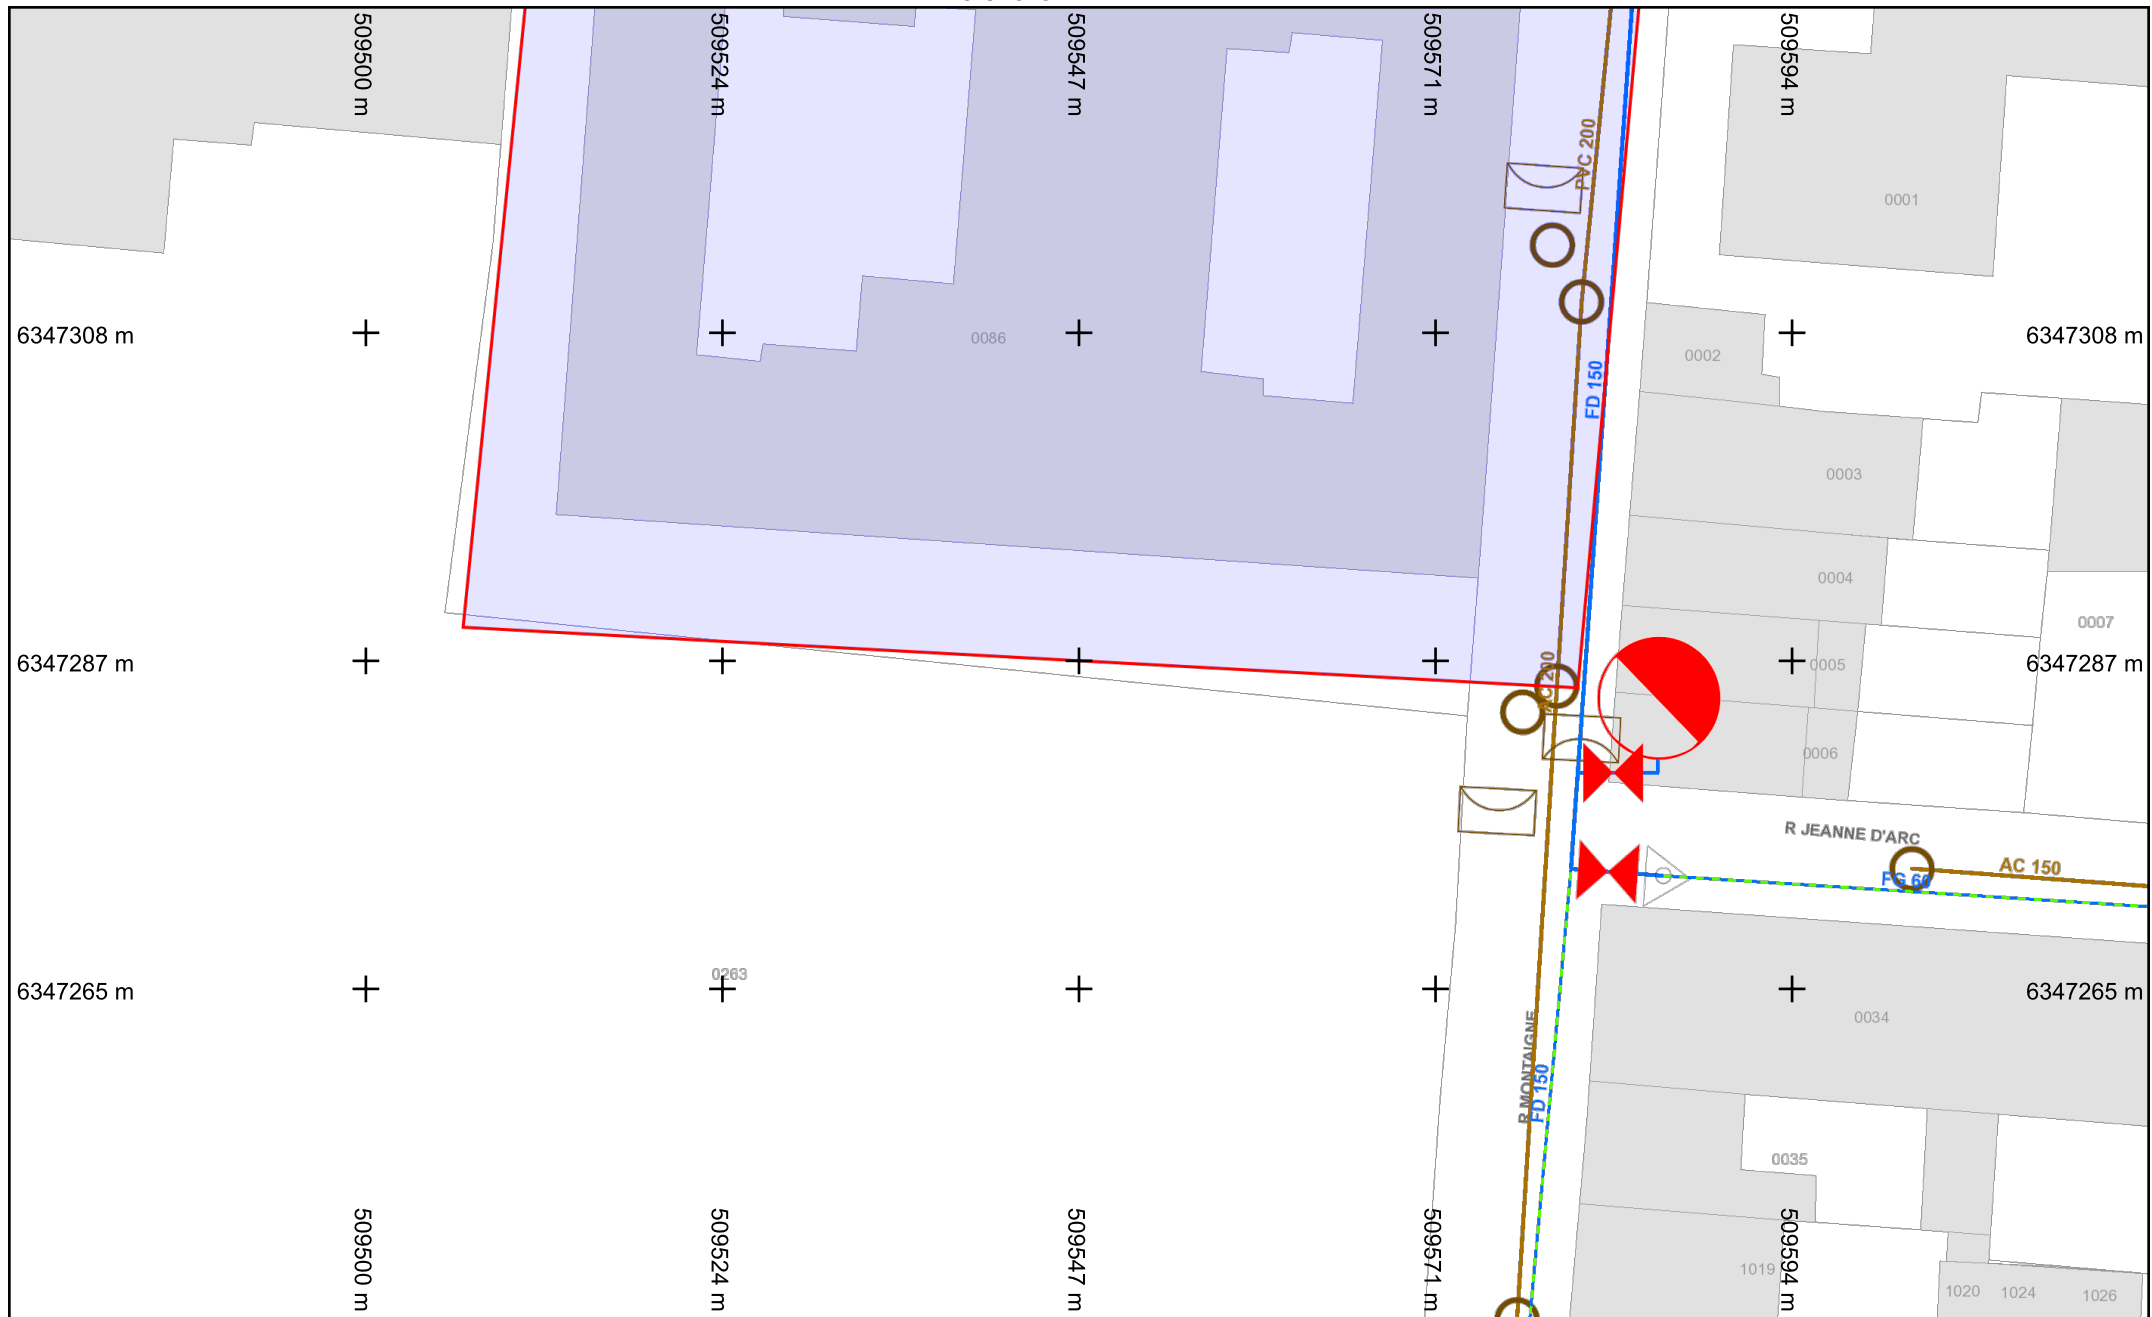 509500 m
509524 m
509547 m
509571 m
509594 m
PVC 200
0001
6347308 m
0086
0002
6347308 m
FD 150
0003
0004
0007
6347287 m
AC 200
0005
6347287 m
0006
R JEANNE D'ARC
AC 150
FG 60
6347265 m
0263
6347265 m
0034
R MONTAIGNE
FD 150
0035
509500 m
509524 m
509547 m
509571 m
509594 m
1019
1020
1024
1026